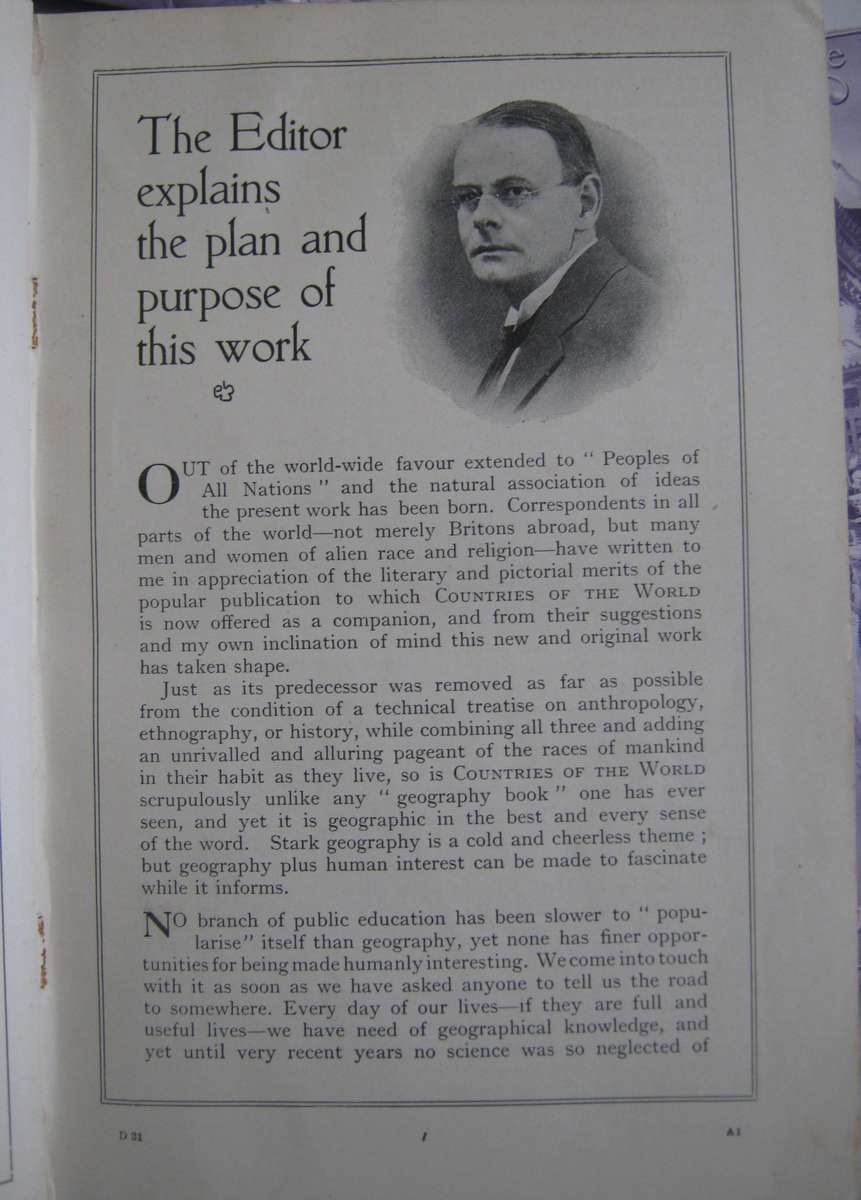 The Editor
explains
the plan and
purpose of
this work
OUT of the world-wide favour extended to “ Peoples of
All Nations ” and the natural association of ideas
the present work has been born. Correspondents in all
parts of the world—not merely Britons abroad, but many
men and women of alien race and religion—have written to
me in appreciation of the literary and pictorial merits of the
popular publication to which COUNTRIES OF THE WORLD
is now offered as a companion, and from their suggestions
and my own inclination of mind this new and original work
has taken shape.
Just as its predecessor was removed as far as possible
from the condition of a technical treatise on anthropology,
ethnography, or history, while combining all three and adding
an unrivalled and alluring pageant of the races of mankind
in their habit as they live, so is COUNTRIES OF THE WORLD
scrupulously unlike any “ geography book ” one has ever
seen, and yet it is geographic in the best and every sense
of the word. Stark geography is a cold and cheerless theme ;
but geography plus human interest can be made to fascinate
while it informs.
NO branch of public education has been slower to “ popu-
larise” itself than geography, yet none has finer oppor-
tunities for being made humanly interesting. We come into touch
with it as soon as we have asked anyone to tell us the road
to somewhere. Every day of our lives—if they are full and
useful lives—we have need of geographical knowledge, and
yet until very recent years no science was so neglected of
D 31 1 A 1